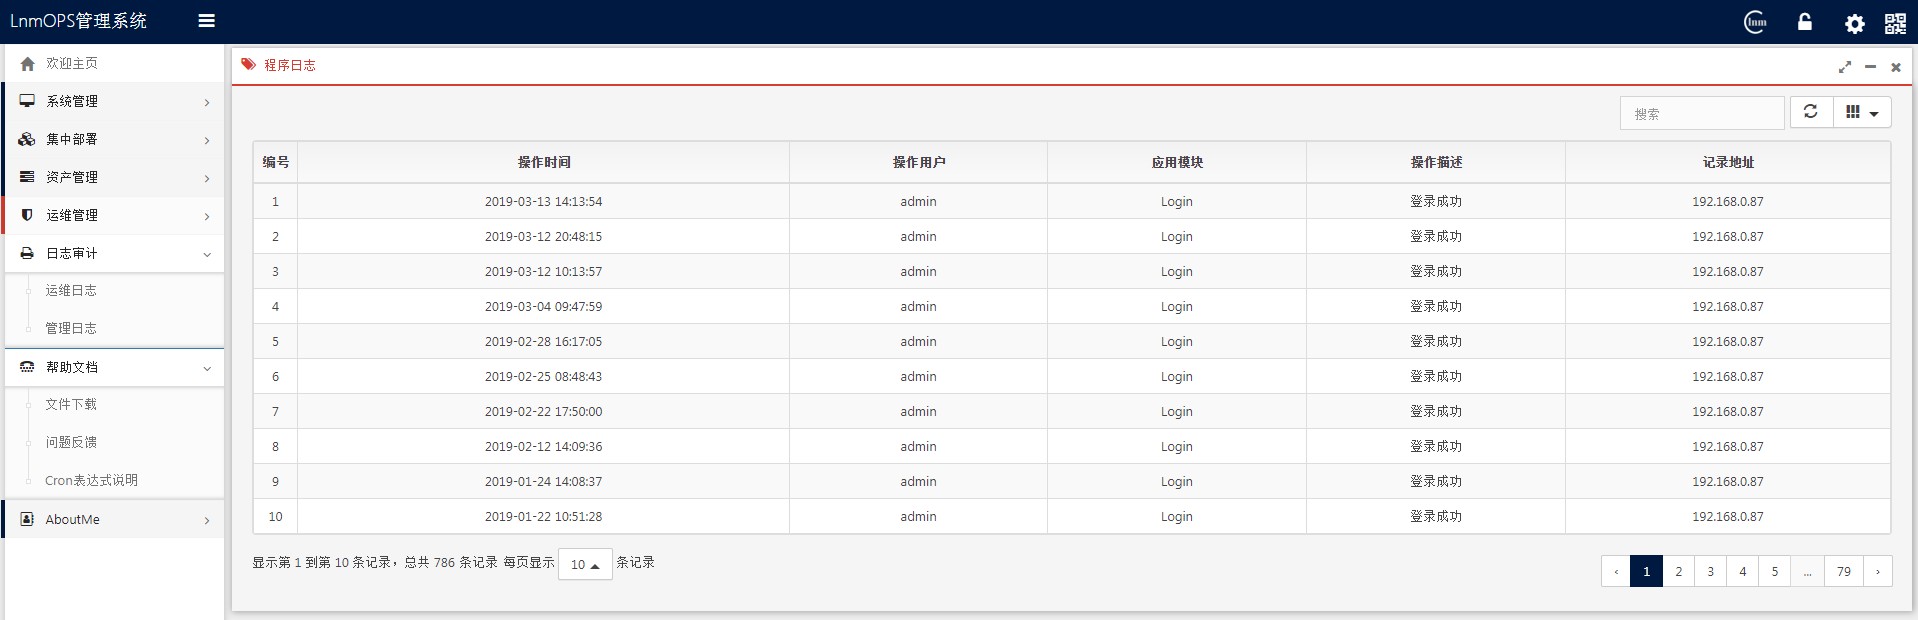 LnmOPS管理系统
lnm
欢迎主页
系统管理
集中部署
资产管理
运维管理
日志审计
运维日志
管理日志
帮助文档
文件下载
问题反馈
Cron表达式说明
AboutMe
程序日志
搜索
编号 操作时间 操作用户 应用模块 操作描述 记录地址
1 2019-03-13 14:13:54 admin Login 登录成功 192.168.0.87
2 2019-03-12 20:48:15 admin Login 登录成功 192.168.0.87
3 2019-03-12 10:13:57 admin Login 登录成功 192.168.0.87
4 2019-03-04 09:47:59 admin Login 登录成功 192.168.0.87
5 2019-02-28 16:17:05 admin Login 登录成功 192.168.0.87
6 2019-02-25 08:48:43 admin Login 登录成功 192.168.0.87
7 2019-02-22 17:50:00 admin Login 登录成功 192.168.0.87
8 2019-02-12 14:09:36 admin Login 登录成功 192.168.0.87
9 2019-01-24 14:08:37 admin Login 登录成功 192.168.0.87
10 2019-01-22 10:51:28 admin Login 登录成功 192.168.0.87
显示第 1 到第 10 条记录，总共 786 条记录 每页显示 10 条记录
‹ 1 2 3 4 5 ... 79 ›